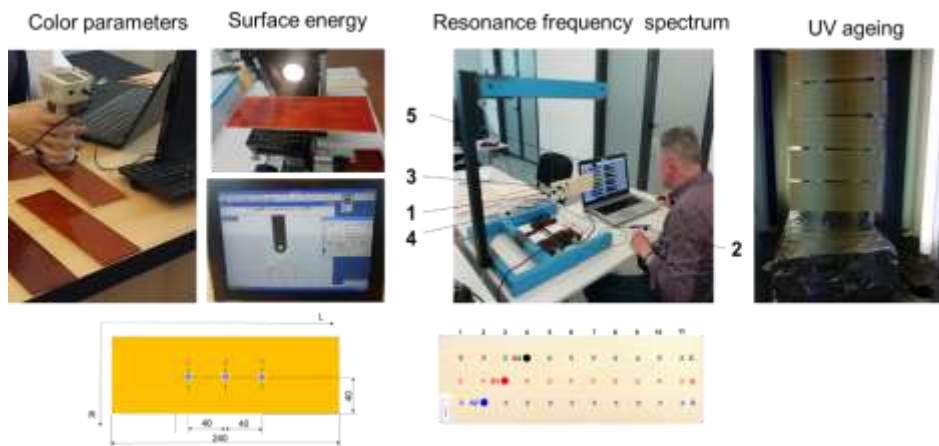 Color parameters
Surface energy
Resonance frequency spectrum
UV ageing
5
3
1
4
2
L
R
40
40
40
240
1 2 3 4 5 6 7 8 9 10 11